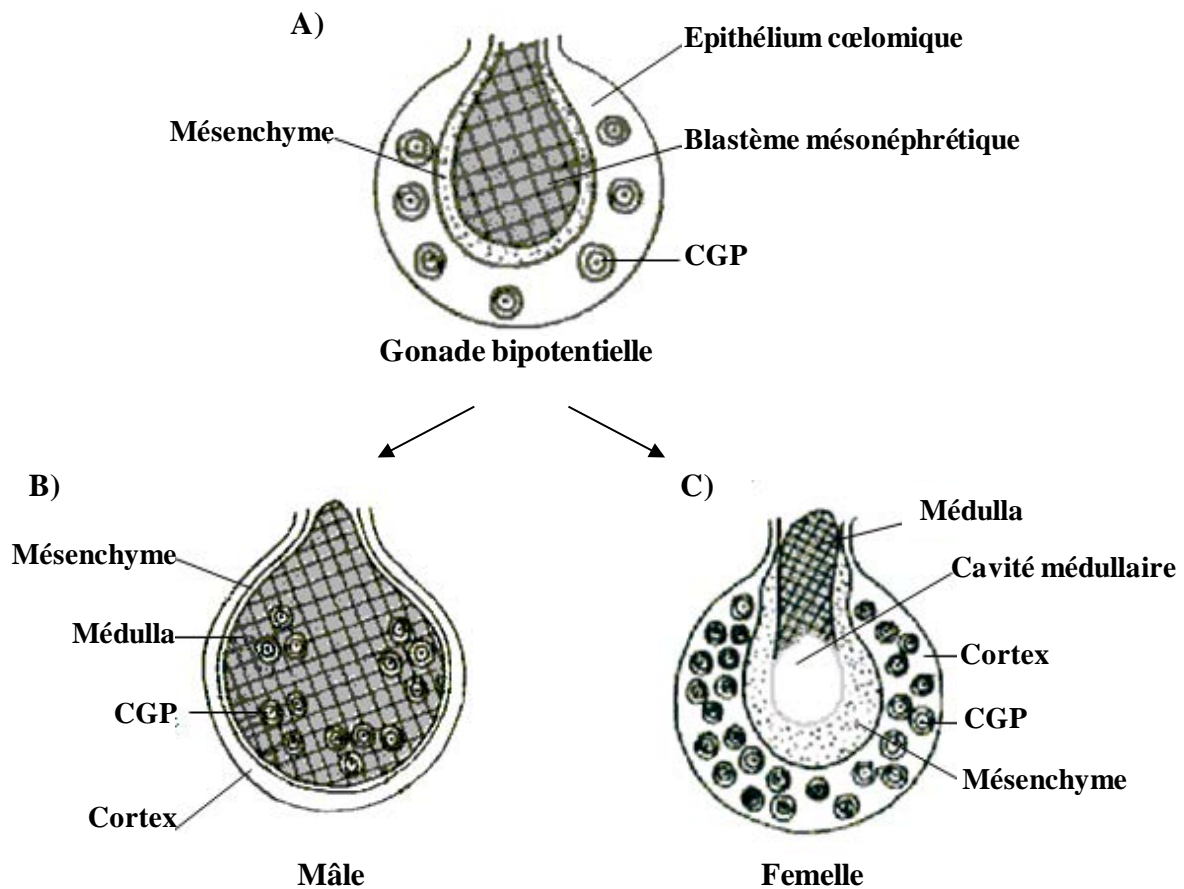 A)
Epithélium cœlomique
Mésenchyme
Blastème mésonéphrétique
CGP
Gonade bipotentielle
B)
Mésenchyme
Médulla
CGP
Cortex
Mâle
C)
Médulla
Cavité médullaire
Cortex
CGP
Mésenchyme
Femelle